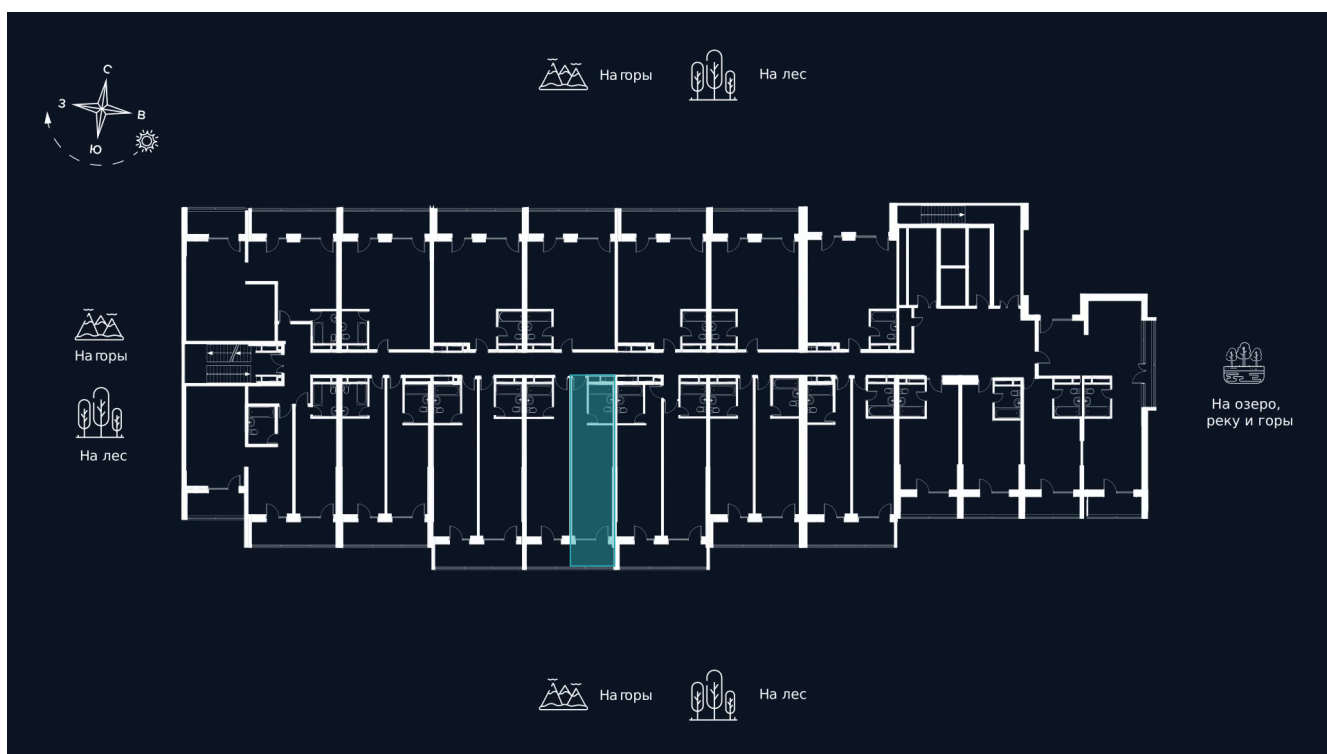 На горы
На лес
С
З
В
Ю
На горы
На лес
На озеро,
реку и горы
На горы
На лес